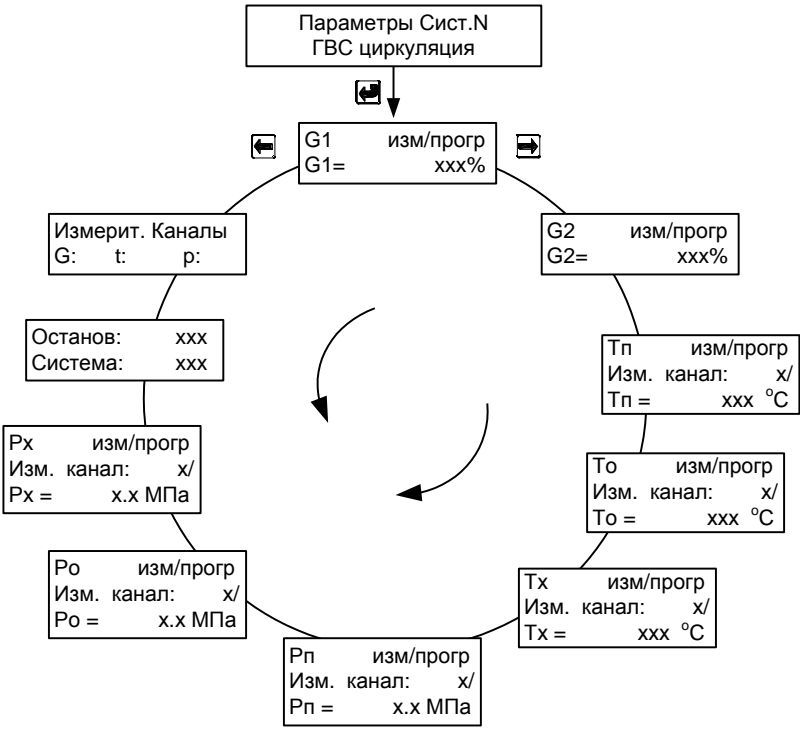 Параметры Сист.N
ГВС циркуляция
G1 изм/прогр
G1= xxx%
G2 изм/прогр
G2= xxx%
Тп изм/прогр
Изм. канал: x/
Тп = xxx °C
То изм/прогр
Изм. канал: x/
То = xxx °C
Тх изм/прогр
Изм. канал: x/
Тх = xxx °C
Рп изм/прогр
Изм. канал: x/
Рп = x.x МПа
Ро изм/прогр
Изм. канал: x/
Ро = x.x МПа
Рх изм/прогр
Изм. канал: x/
Рх = x.x МПа
Останов: xxx
Система: xxx
Измерит. Каналы
G: t: p: